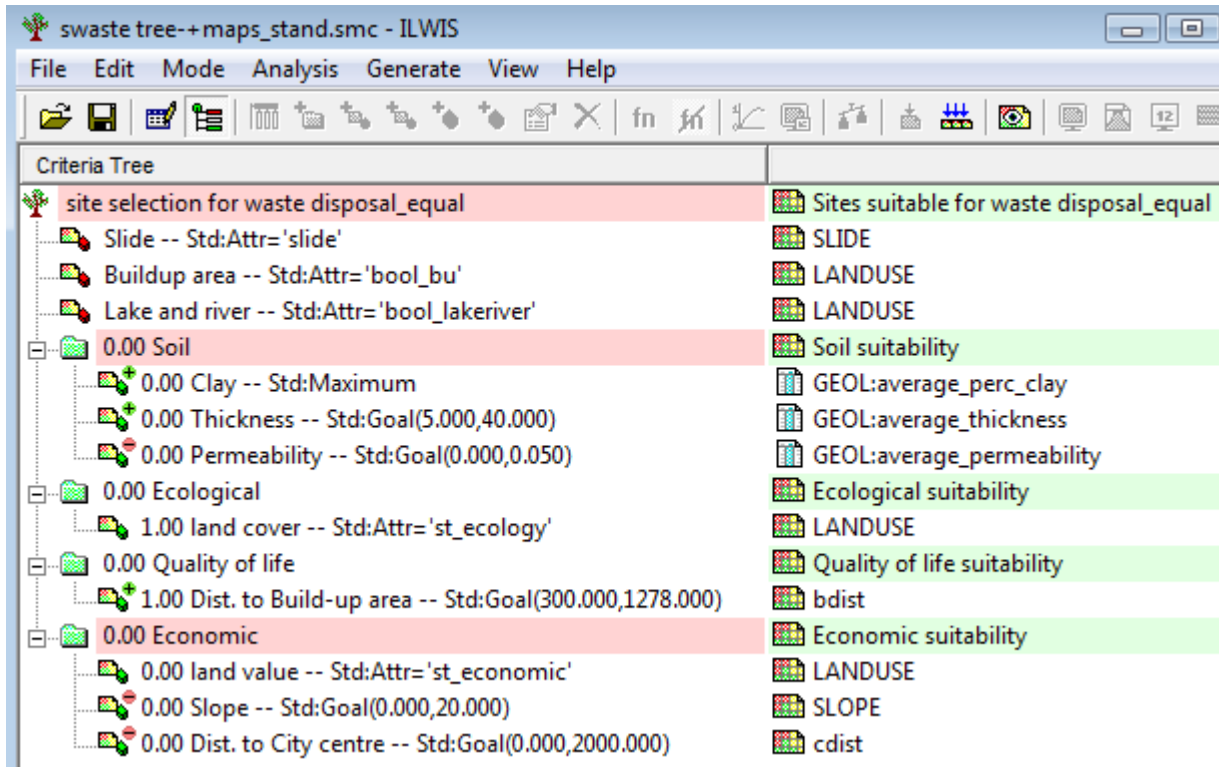 swaste tree-+maps_stand.smc - ILWIS
File Edit Mode Analysis Generate View Help
fn fn 12
Criteria Tree
site selection for waste disposal_equal Sites suitable for waste disposal_equal
Slide -- Std:Attr='slide' SLIDE
Buildup area -- Std:Attr='bool_bu' LANDUSE
Lake and river -- Std:Attr='bool_lakeriver' LANDUSE
0.00 Soil Soil suitability
0.00 Clay -- Std:Maximum GEOL:average_perc_clay
0.00 Thickness -- Std:Goal(5.000,40.000) GEOL:average_thickness
0.00 Permeability -- Std:Goal(0.000,0.050) GEOL:average_permeability
0.00 Ecological Ecological suitability
1.00 land cover -- Std:Attr='st_ecology' LANDUSE
0.00 Quality of life Quality of life suitability
1.00 Dist. to Build-up area -- Std:Goal(300.000,1278.000) bdist
0.00 Economic Economic suitability
0.00 land value -- Std:Attr='st_economic' LANDUSE
0.00 Slope -- Std:Goal(0.000,20.000) SLOPE
0.00 Dist. to City centre -- Std:Goal(0.000,2000.000) cdist